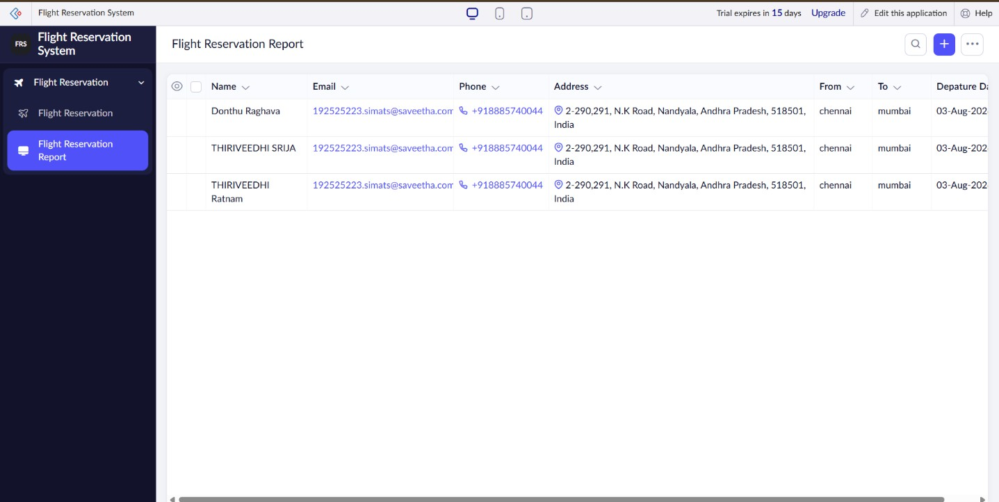 Flight Reservation System
Trial expires in 15 days Upgrade Edit this application Help
FRS
Flight Reservation
System
Flight Reservation
Flight Reservation
Flight Reservation
Report
Flight Reservation Report
Name Email Phone Address From To Depature Da
Donthu Raghava 192525223.simats@saveetha.com +918885740044 2-290,291, N.K Road, Nandyala, Andhra Pradesh, 518501, chennai mumbai 03-Aug-202
India
THIRIVEEDHI SRIJA 192525223.simats@saveetha.com +918885740044 2-290,291, N.K Road, Nandyala, Andhra Pradesh, 518501, chennai mumbai 03-Aug-202
India
THIRIVEEDHI 192525223.simats@saveetha.com +918885740044 2-290,291, N.K Road, Nandyala, Andhra Pradesh, 518501, chennai mumbai 03-Aug-202
Ratnam India